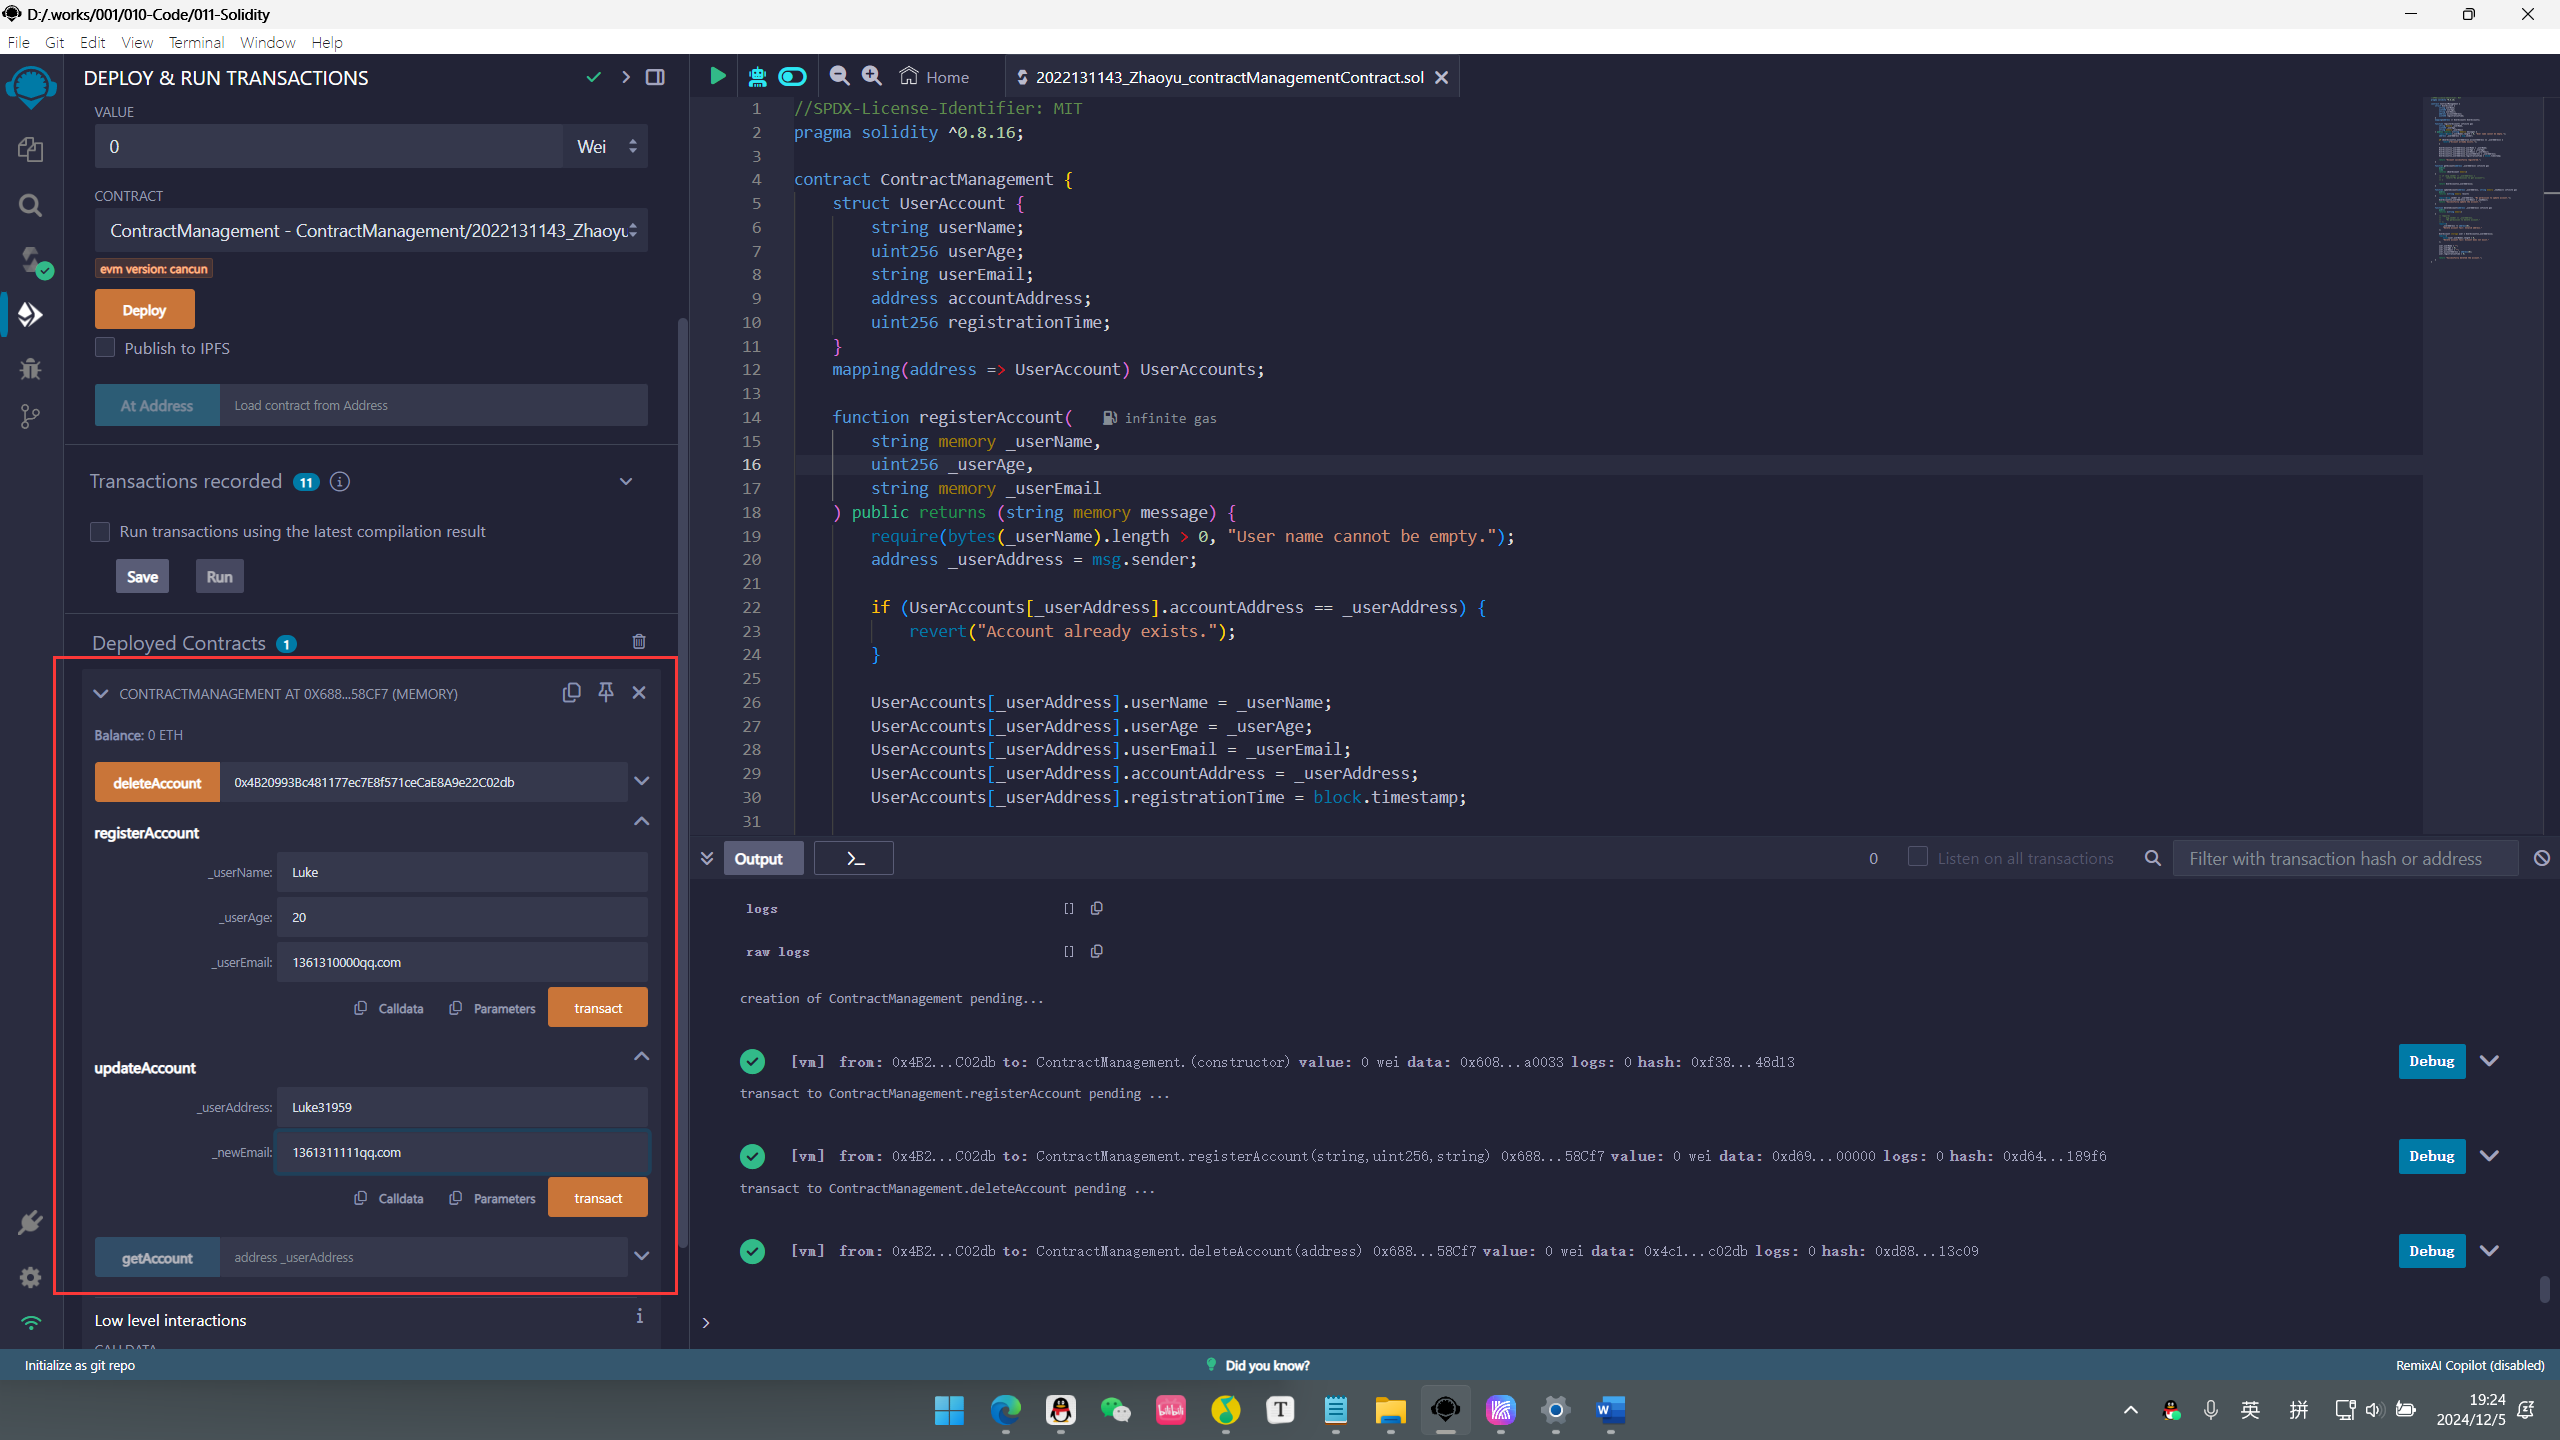 D:/.works/001/010-Code/011-Solidity
File Git Edit View Terminal Window Help
DEPLOY & RUN TRANSACTIONS
VALUE
0 Wei
CONTRACT
ContractManagement - ContractManagement/2022131143_Zhaoyu
evm version: cancun
Deploy
Publish to IPFS
At Address Load contract from Address
Transactions recorded 11 i
Run transactions using the latest compilation result
Save Run
Deployed Contracts 1
CONTRACTMANAGEMENT AT 0X688...58CF7 (MEMORY)
Balance: 0 ETH
deleteAccount 0x4B20993Bc481177ec7E8f571ceCaE8A9e22C02db
registerAccount
_userName: Luke
_userAge: 20
_userEmail: 1361310000qq.com
Calldata Parameters transact
updateAccount
_userAddress: Luke31959
_newEmail: 1361311111qq.com
Calldata Parameters transact
getAccount address _userAddress
Low level interactions i
CALLDATA
Home 2022131143_Zhaoyu_contractManagementContract.sol
1 //SPDX-License-Identifier: MIT
2 pragma solidity ^0.8.16;
3
4 contract ContractManagement {
5 struct UserAccount {
6 string userName;
7 uint256 userAge;
8 string userEmail;
9 address accountAddress;
10 uint256 registrationTime;
11 }
12 mapping(address => UserAccount) UserAccounts;
13
14 function registerAccount( infinite gas
15 string memory _userName,
16 uint256 _userAge,
17 string memory _userEmail
18 ) public returns (string memory message) {
19 require(bytes(_userName).length > 0, "User name cannot be empty.");
20 address _userAddress = msg.sender;
21
22 if (UserAccounts[_userAddress].accountAddress == _userAddress) {
23 revert("Account already exists.");
24 }
25
26 UserAccounts[_userAddress].userName = _userName;
27 UserAccounts[_userAddress].userAge = _userAge;
28 UserAccounts[_userAddress].userEmail = _userEmail;
29 UserAccounts[_userAddress].accountAddress = _userAddress;
30 UserAccounts[_userAddress].registrationTime = block.timestamp;
31
Output >_ 0 Listen on all transactions Filter with transaction hash or address
logs []
raw logs []
creation of ContractManagement pending...
[vm] from: 0x4B2...C02db to: ContractManagement.(constructor) value: 0 wei data: 0x608...a0033 logs: 0 hash: 0xf38...48d13 Debug
transact to ContractManagement.registerAccount pending ...
[vm] from: 0x4B2...C02db to: ContractManagement.registerAccount(string,uint256,string) 0x688...58Cf7 value: 0 wei data: 0xd69...00000 logs: 0 hash: 0xd64...189f6 Debug
transact to ContractManagement.deleteAccount pending ...
[vm] from: 0x4B2...C02db to: ContractManagement.deleteAccount(address) 0x688...58Cf7 value: 0 wei data: 0x4c1...c02db logs: 0 hash: 0xd88...13c09 Debug
>
Initialize as git repo Did you know? RemixAI Copilot (disabled)
bilibili T W 英 拼 19:24
2024/12/5